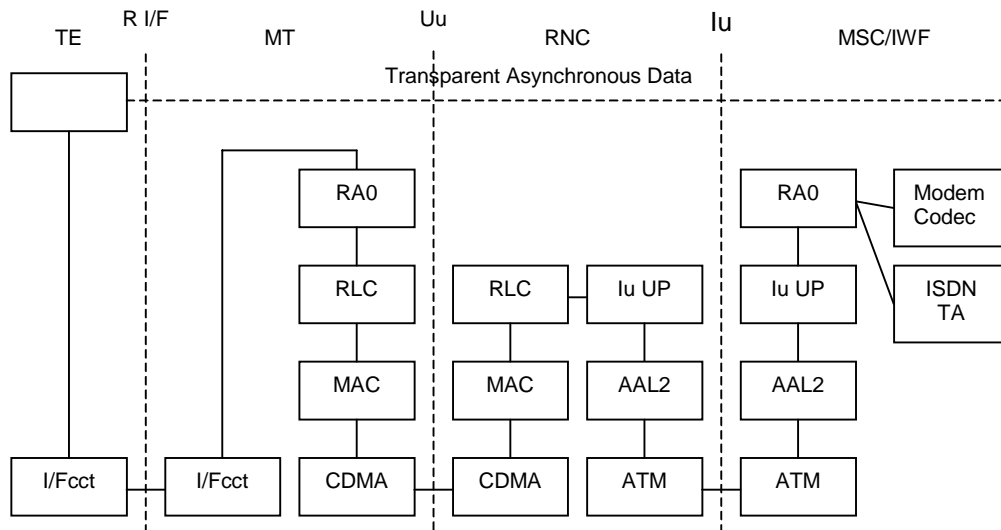 R I/F
Uu
Iu
TE
MT
RNC
MSC/IWF
Transparent Asynchronous Data
RA0
RA0
Modem
Codec
RLC
RLC
Iu UP
Iu UP
ISDN
TA
MAC
MAC
AAL2
AAL2
I/Fcct
I/Fcct
CDMA
CDMA
ATM
ATM